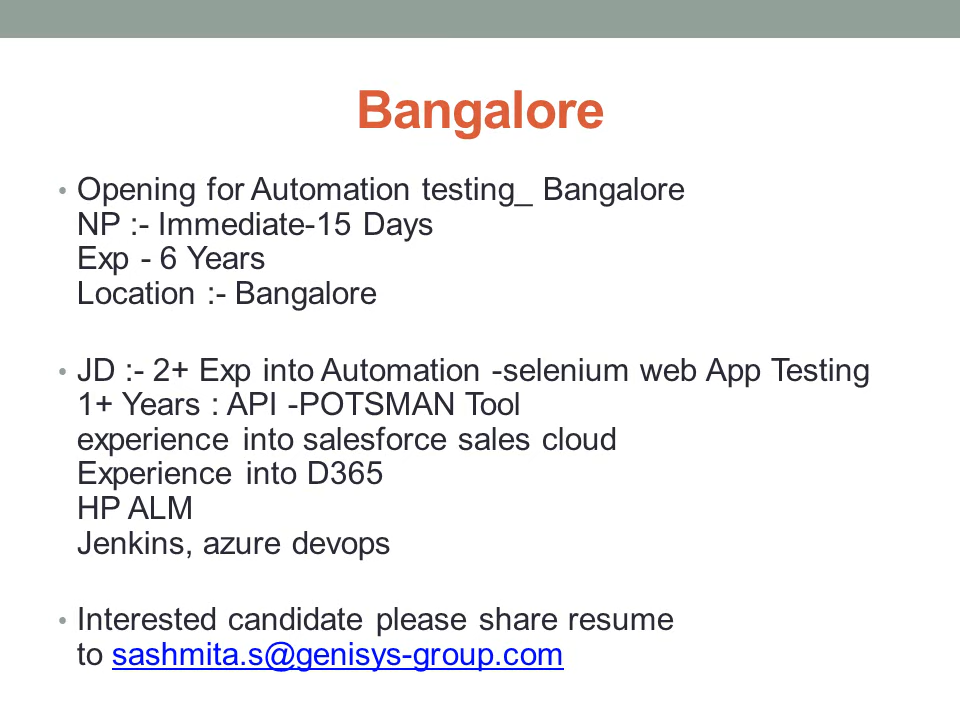 Bangalore
• Opening for Automation testing_ Bangalore
NP :- Immediate-15 Days
Exp - 6 Years
Location :- Bangalore
• JD :- 2+ Exp into Automation -selenium web App Testing
1+ Years : API -POTSMAN Tool
experience into salesforce sales cloud
Experience into D365
HP ALM
Jenkins, azure devops
• Interested candidate please share resume
to sashmita.s@genisys-group.com